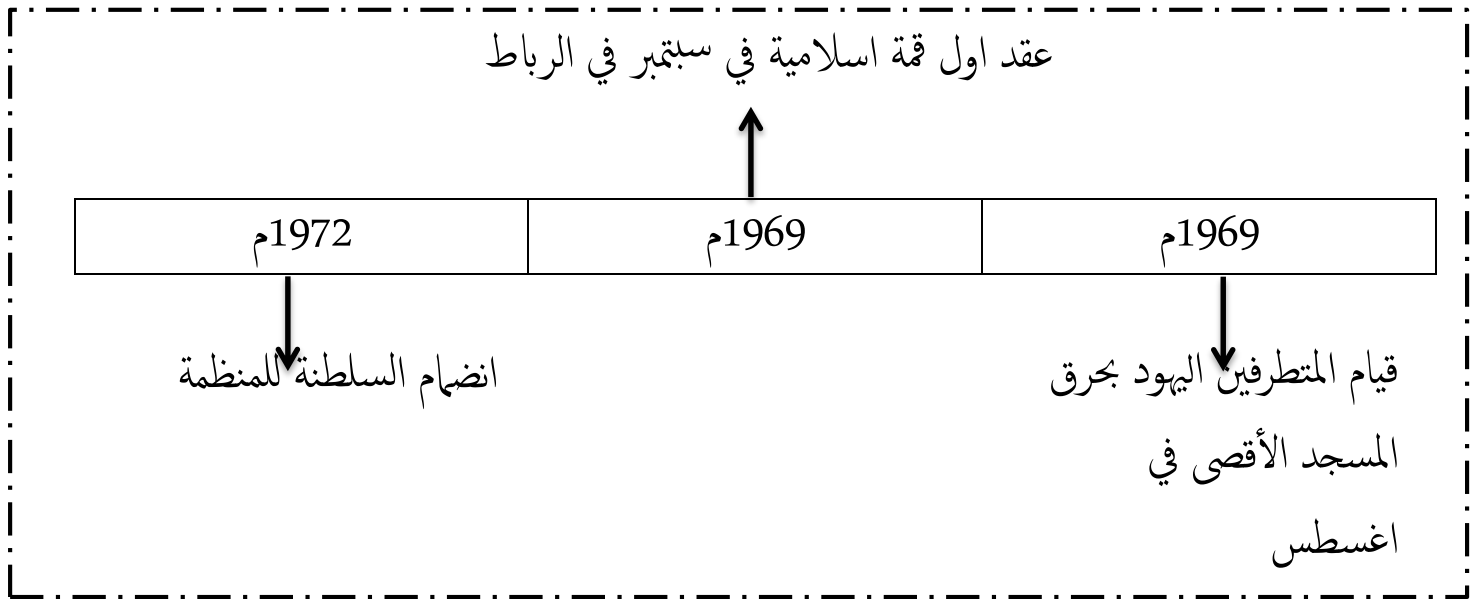 عقد اول قمة اسلامية في سبتمبر في الرباط
1969م
1969م
1972م
قيام المتطرفين اليهود بحرق
المسجد الأقصى في
اغسطس
انضمام السلطنة للمنظمة